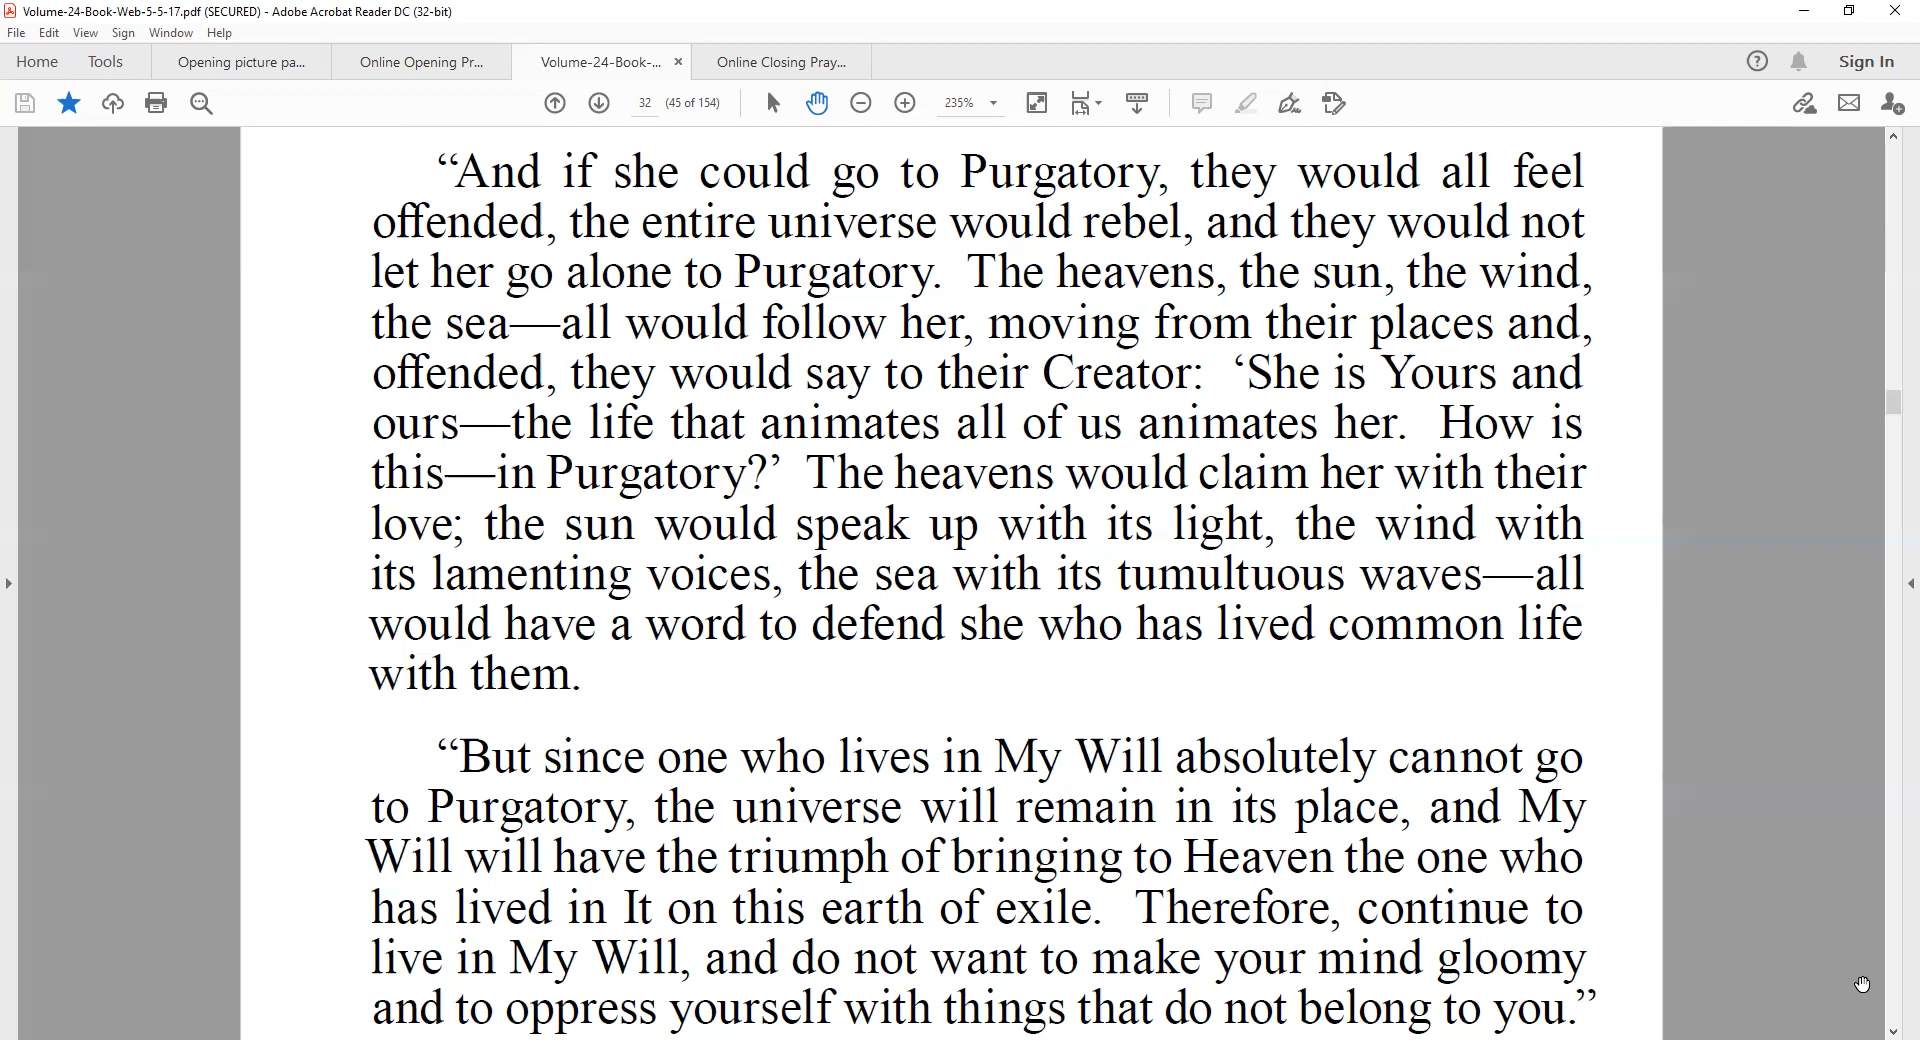 Volume-24-Book-Web-5-5-17.pdf (SECURED) - Adobe Acrobat Reader DC (32-bit)
File Edit View Sign Window Help
Home Tools Opening picture pa... Online Opening Pr... Volume-24-Book-... × Online Closing Pray... Sign In
32 (45 of 154) 235%
“And if she could go to Purgatory, they would all feel
offended, the entire universe would rebel, and they would not
let her go alone to Purgatory. The heavens, the sun, the wind,
the sea—all would follow her, moving from their places and,
offended, they would say to their Creator: ‘She is Yours and
ours—the life that animates all of us animates her. How is
this—in Purgatory?’ The heavens would claim her with their
love; the sun would speak up with its light, the wind with
its lamenting voices, the sea with its tumultuous waves—all
would have a word to defend she who has lived common life
with them.
“But since one who lives in My Will absolutely cannot go
to Purgatory, the universe will remain in its place, and My
Will will have the triumph of bringing to Heaven the one who
has lived in It on this earth of exile. Therefore, continue to
live in My Will, and do not want to make your mind gloomy
and to oppress yourself with things that do not belong to you.”